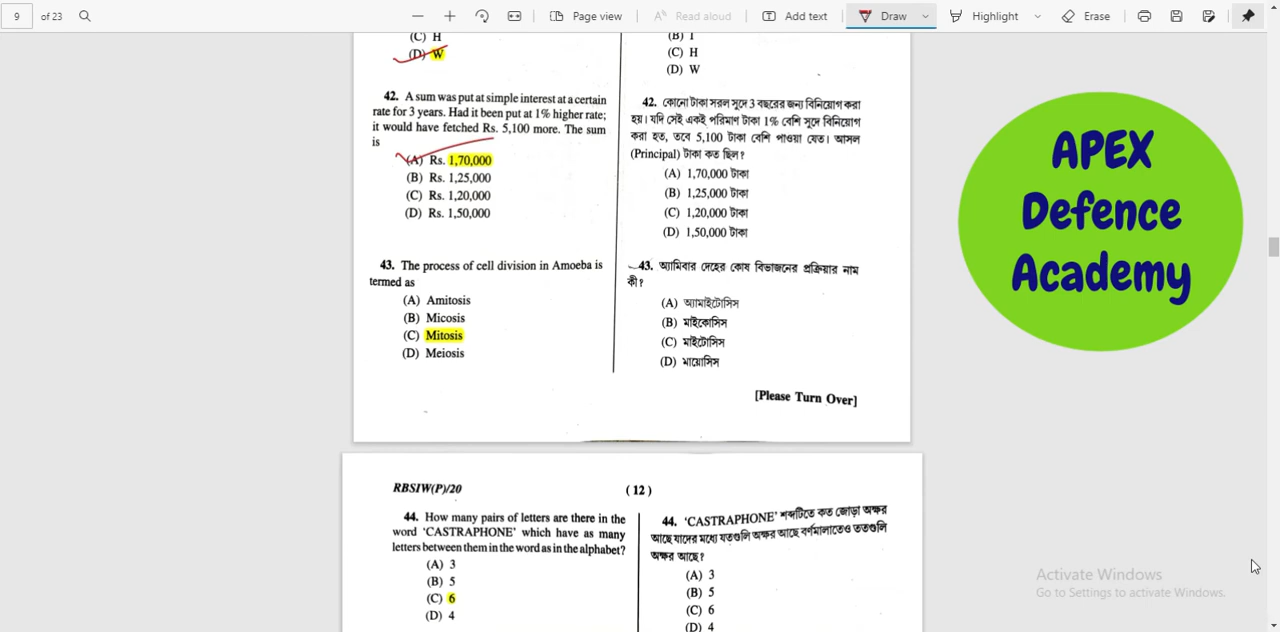 9 of 23 Page view Read aloud Add text Draw Highlight Erase
(C) H
(D) W
42. A sum was put at simple interest at a certain
rate for 3 years. Had it been put at 1% higher rate;
it would have fetched Rs. 5,100 more. The sum
is
(A) Rs. 1,70,000
(B) Rs. 1,25,000
(C) Rs. 1,20,000
(D) Rs. 1,50,000
43. The process of cell division in Amoeba is
termed as
(A) Amitosis
(B) Micosis
(C) Mitosis
(D) Meiosis
(B) I
(C) H
(D) W
42. কোনো টাকা সরল সুদে 3 বছরের জন্য বিনিয়োগ করা
হয়। যদি সেই একই পরিমাণ টাকা 1% বেশি সুদে বিনিয়োগ
করা হত, তবে 5,100 টাকা বেশি পাওয়া যেত। আসল
(Principal) টাকা কত ছিল?
(A) 1,70,000 টাকা
(B) 1,25,000 টাকা
(C) 1,20,000 টাকা
(D) 1,50,000 টাকা
43. অ্যামিবার দেহের কোষ বিভাজনের প্রক্রিয়ার নাম
কী?
(A) অ্যামাইটোসিস
(B) মাইকোসিস
(C) মাইটোসিস
(D) মায়োসিস
[Please Turn Over]
RBSIW(P)/20
(12)
44. How many pairs of letters are there in the
word ‘CASTRAPHONE’ which have as many
letters between them in the word as in the alphabet?
(A) 3
(B) 5
(C) 6
(D) 4
44. ‘CASTRAPHONE’ শব্দটিতে কত জোড়া অক্ষর
আছে যাদের মধ্যে যতগুলি অক্ষর আছে বর্ণমালাতেও ততগুলি
অক্ষর আছে?
(A) 3
(B) 5
(C) 6
(D) 4
APEX
Defence
Academy
Activate Windows
Go to Settings to activate Windows.